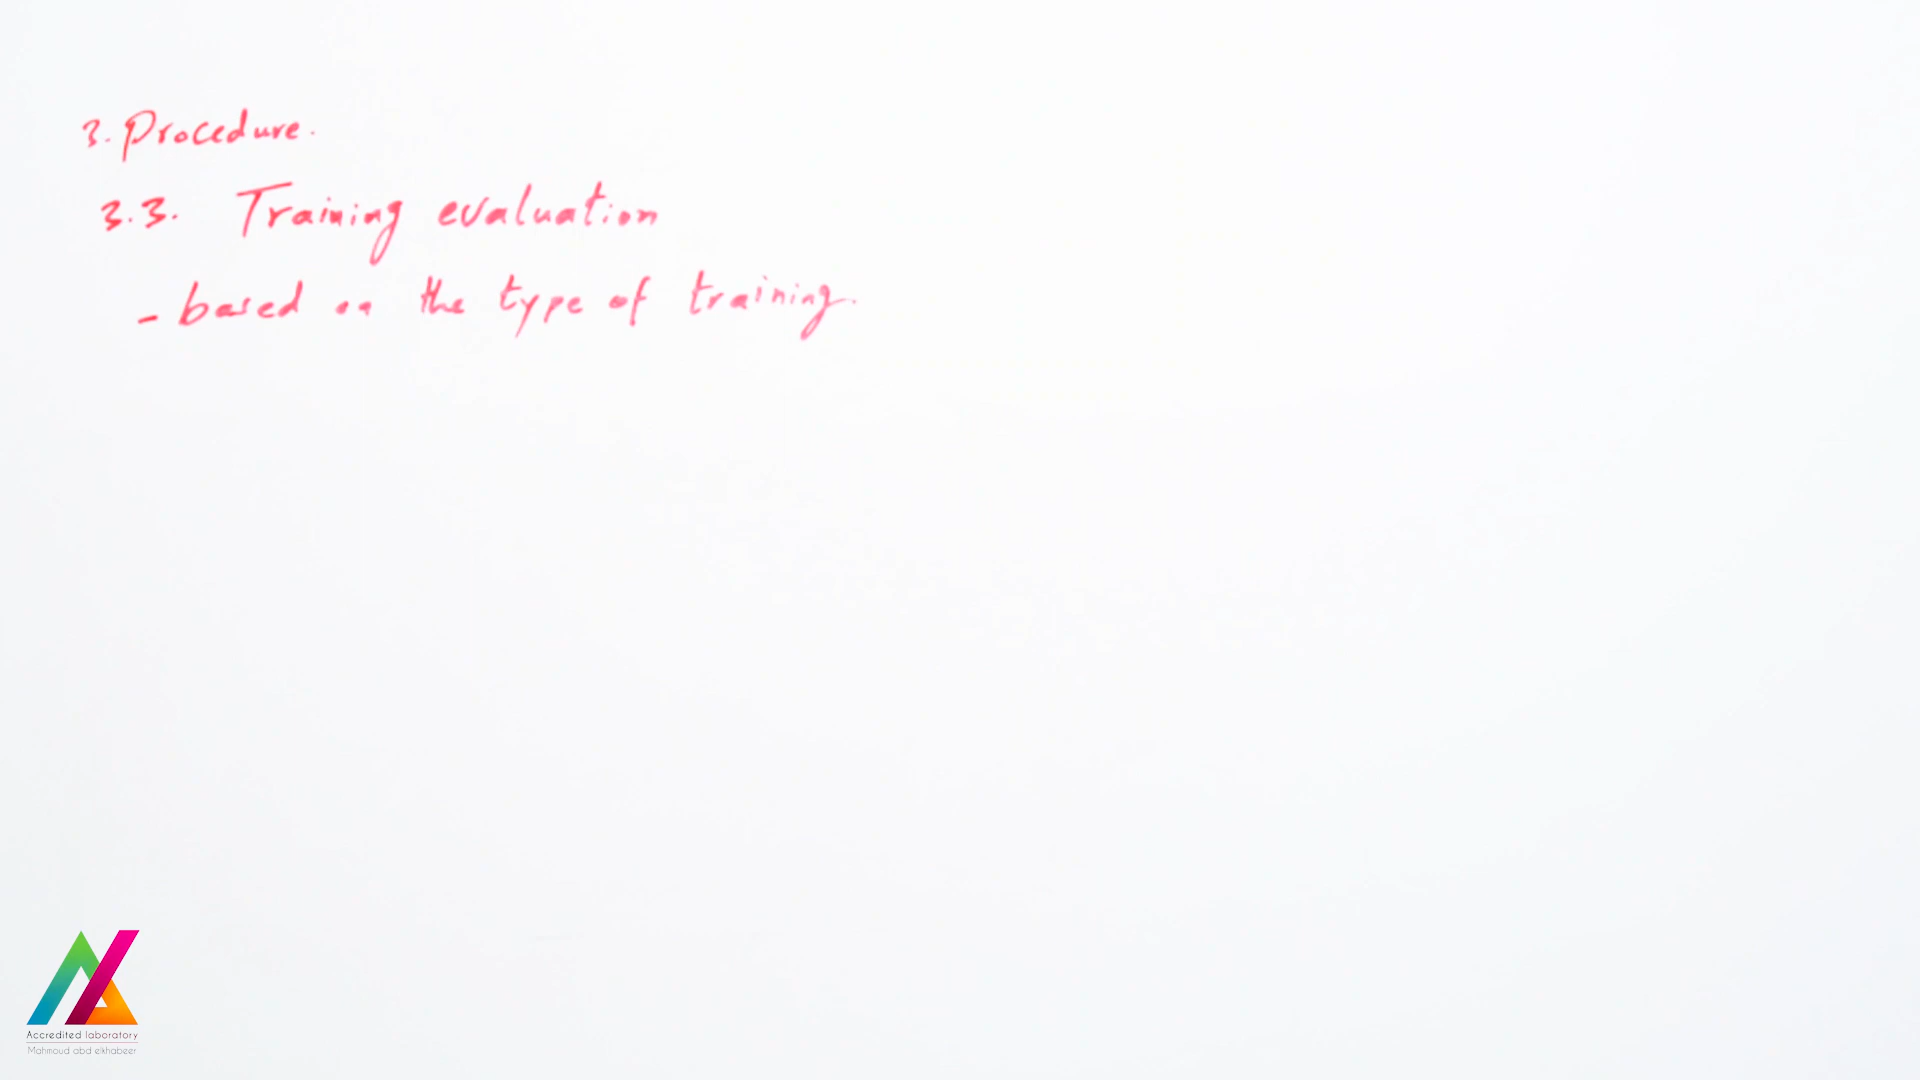 3. Procedure.
3.3. Training evaluation
- based on the type of training.
Accredited laboratory
Mahmoud abd elkhabeer